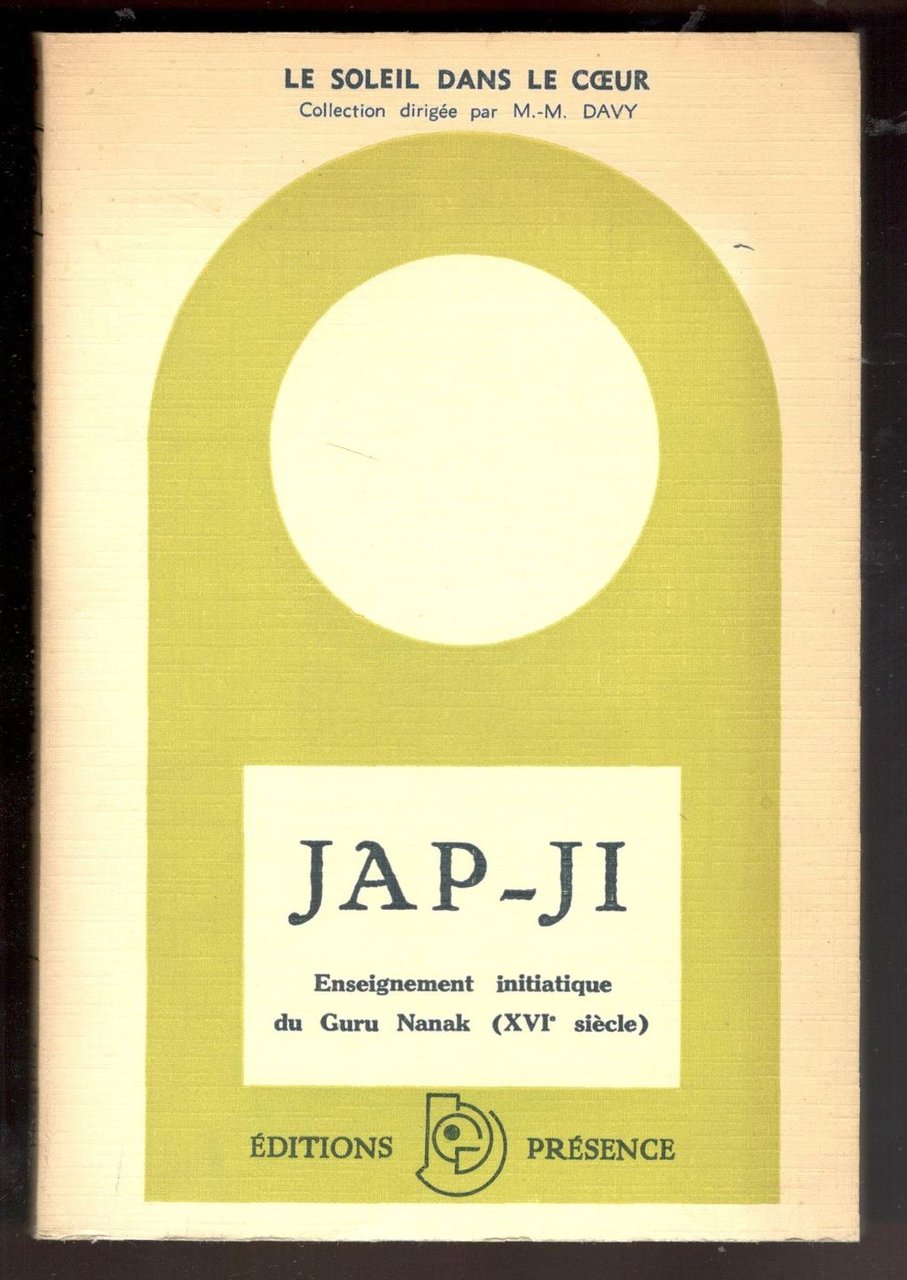 LE SOLEIL DANS LE CŒUR
Collection dirigée par M.-M. DAVY
JAP-JI
Enseignement initiatique
du Guru Nanak (XVIe siècle)
ÉDITIONS PRÉSENCE